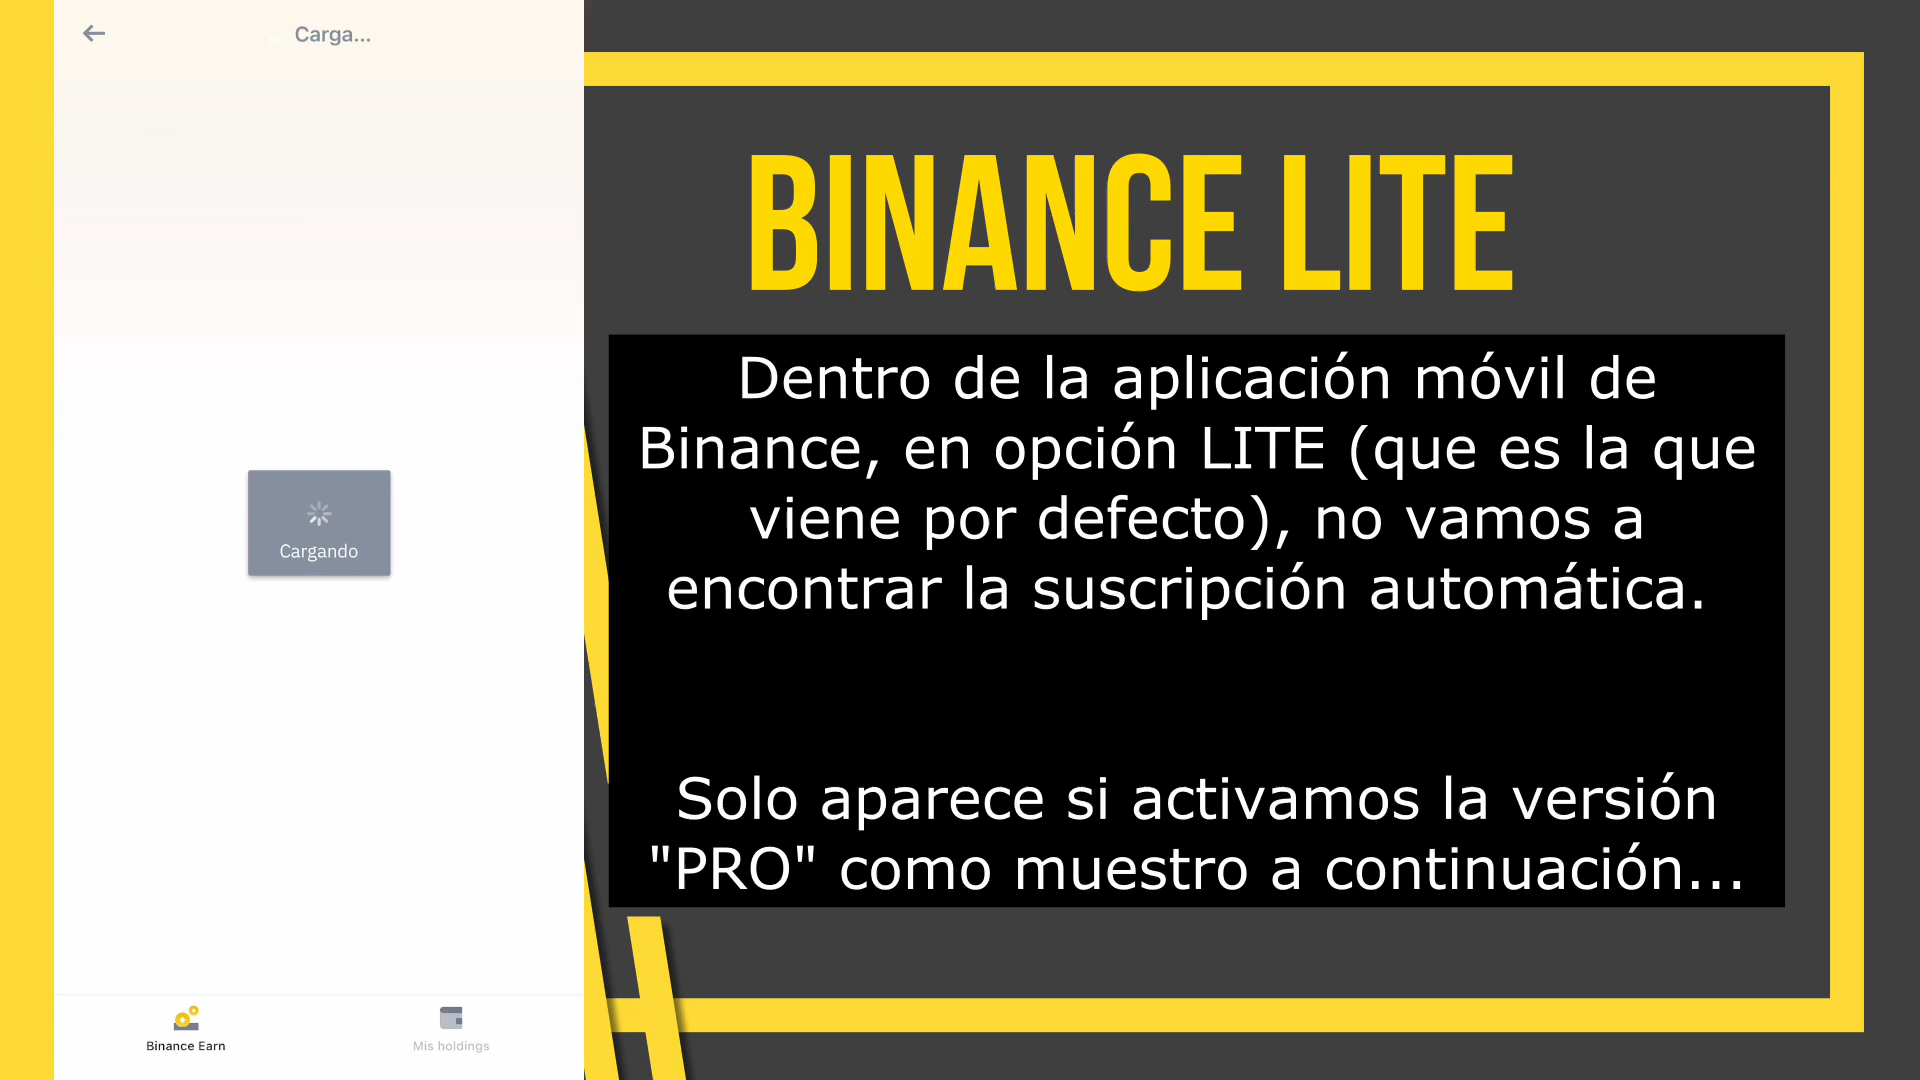 Carga...
Cargando
Binance Earn
Mis holdings
BINANCE LITE
Dentro de la aplicación móvil de
Binance, en opción LITE (que es la que
viene por defecto), no vamos a
encontrar la suscripción automática.
Solo aparece si activamos la versión
"PRO" como muestro a continuación...